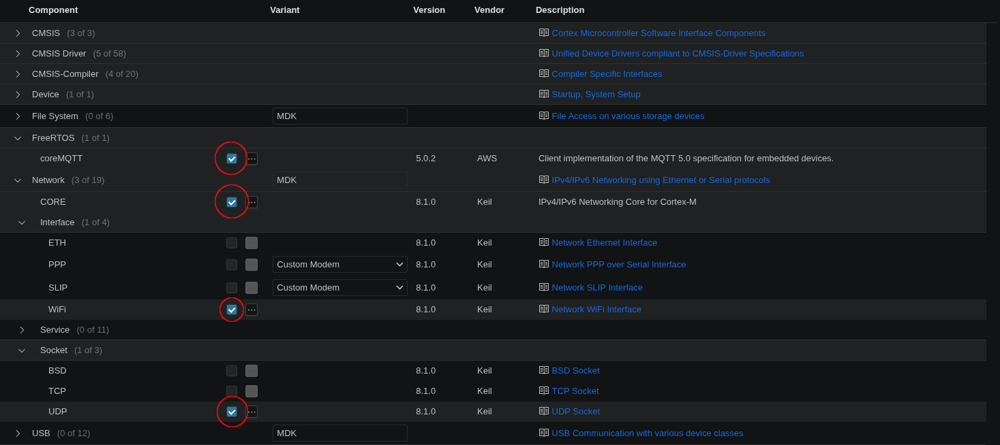 Component Variant Version Vendor Description
CMSIS (3 of 3) Cortex Microcontroller Software Interface Components
CMSIS Driver (5 of 58) Unified Device Drivers compliant to CMSIS-Driver Specifications
CMSIS-Compiler (4 of 20) Compiler Specific Interfaces
Device (1 of 1) Startup, System Setup
File System (0 of 6) MDK File Access on various storage devices
FreeRTOS (1 of 1)
coreMQTT ... 5.0.2 AWS Client implementation of the MQTT 5.0 specification for embedded devices.
Network (3 of 19) MDK IPv4/IPv6 Networking using Ethernet or Serial protocols
CORE ... 8.1.0 Keil IPv4/IPv6 Networking Core for Cortex-M
Interface (1 of 4)
ETH ... 8.1.0 Keil Network Ethernet Interface
PPP ... Custom Modem 8.1.0 Keil Network PPP over Serial Interface
SLIP ... Custom Modem 8.1.0 Keil Network SLIP Interface
WiFi ... 8.1.0 Keil Network WiFi Interface
Service (0 of 11)
Socket (1 of 3)
BSD ... 8.1.0 Keil BSD Socket
TCP ... 8.1.0 Keil TCP Socket
UDP ... 8.1.0 Keil UDP Socket
USB (0 of 12) MDK USB Communication with various device classes